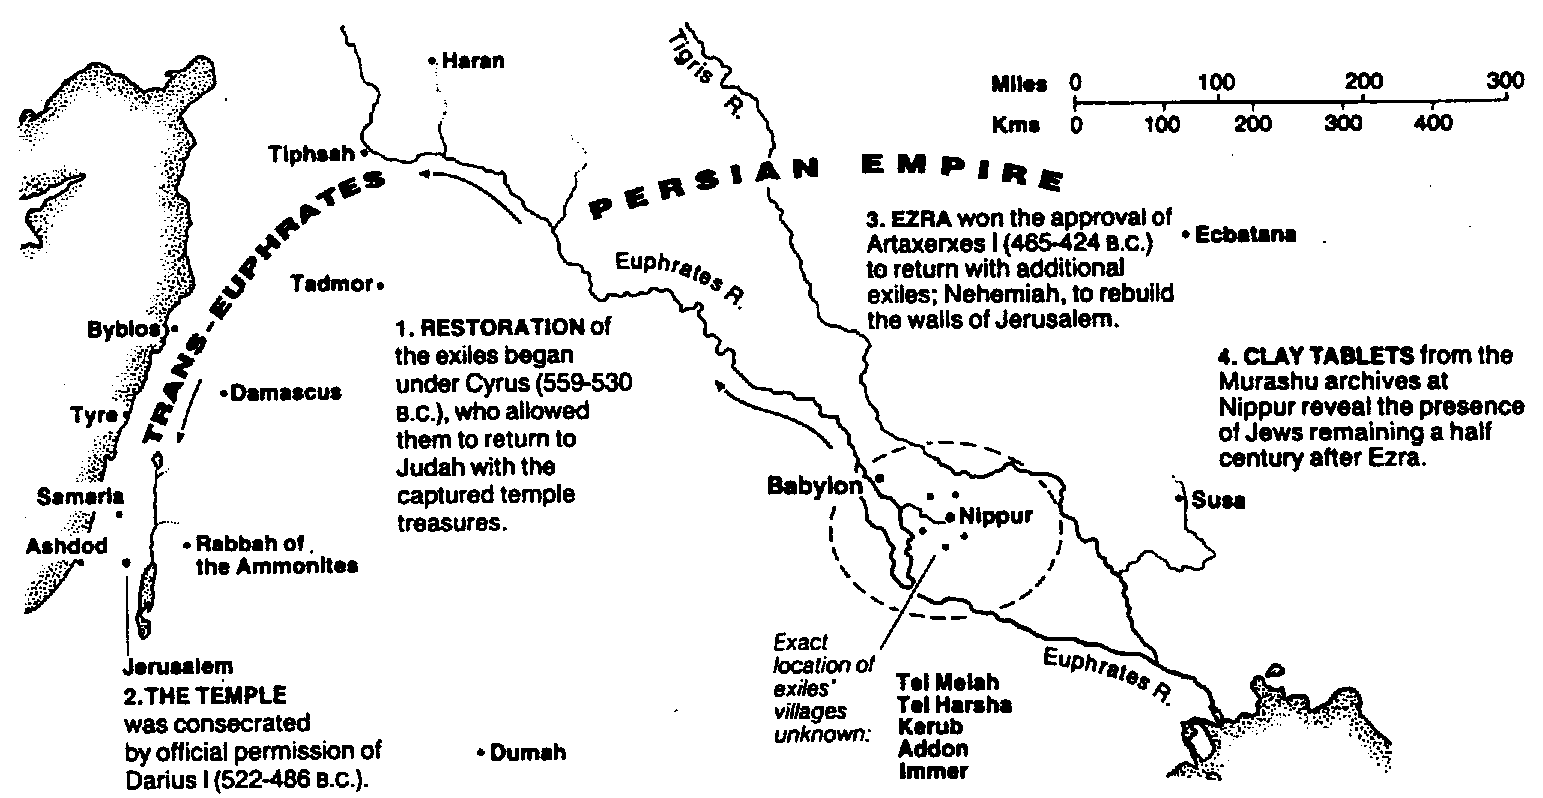 Haran
Tigris R.
Miles 0 100 200 300
Kms 0 100 200 300 400
Tiphsah
TRANS-EUPHRATES
PERSIAN EMPIRE
3. EZRA won the approval of
Artaxerxes I (465-424 B.C.)
to return with additional
exiles; Nehemiah, to rebuild
the walls of Jerusalem.
Ecbatana
Euphrates R.
Tadmor
Byblos
1. RESTORATION of
the exiles began
under Cyrus (559-530
B.C.), who allowed
them to return to
Judah with the
captured temple
treasures.
4. CLAY TABLETS from the
Murashu archives at
Nippur reveal the presence
of Jews remaining a half
century after Ezra.
Damascus
Tyre
Babylon
Nippur
Susa
Samaria
Ashdod
Rabbah of
the Ammonites
Jerusalem
2. THE TEMPLE
was consecrated
by official permission of
Darius I (522-486 B.C.).
Dumah
Exact
location of
exiles'
villages
unknown:
Tel Melah
Tel Harsha
Kerub
Addon
Immer
Euphrates R.